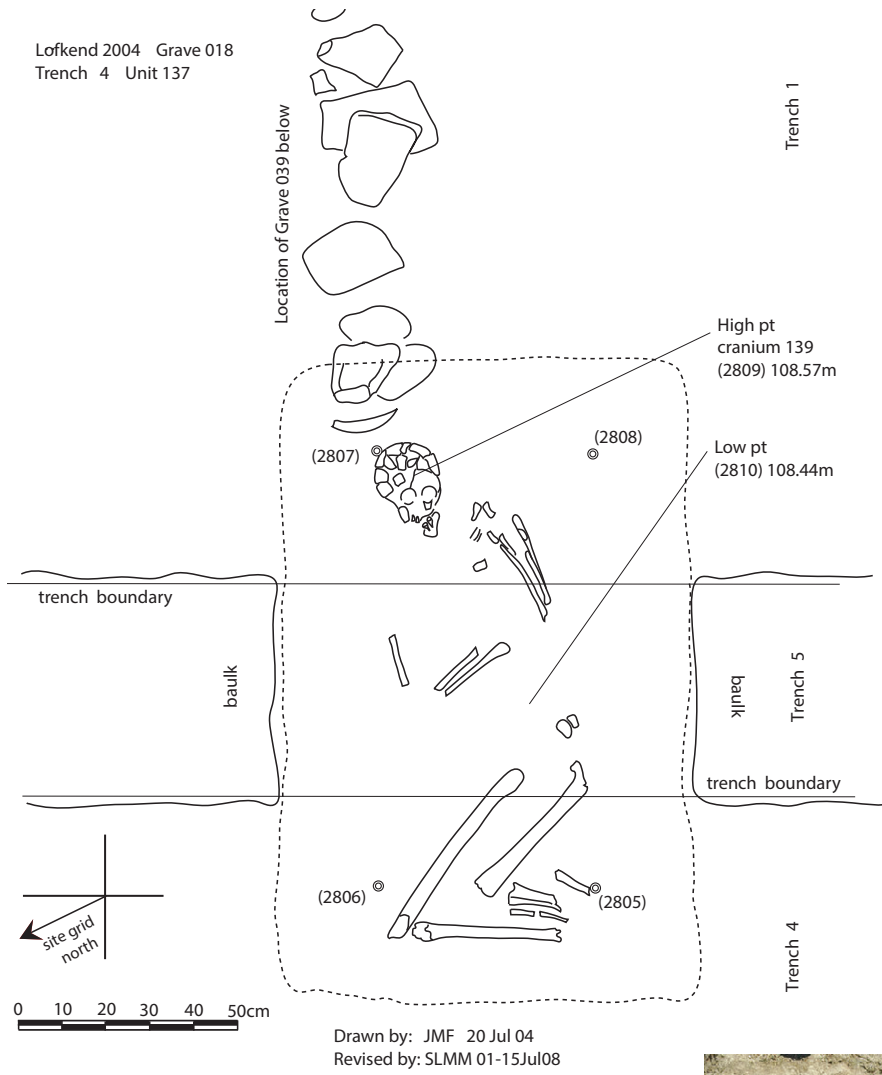 Lofkend 2004 Grave 018
Trench 4 Unit 137
Trench 1
Location of Grave 039 below
High pt
cranium 139
(2809) 108.57m
(2807)
(2808)
Low pt
(2810) 108.44m
trench boundary
baulk
baulk
Trench 5
trench boundary
(2806)
(2805)
site grid
north
Trench 4
0 10 20 30 40 50cm
Drawn by: JMF 20 Jul 04
Revised by: SLMM 01-15Jul08